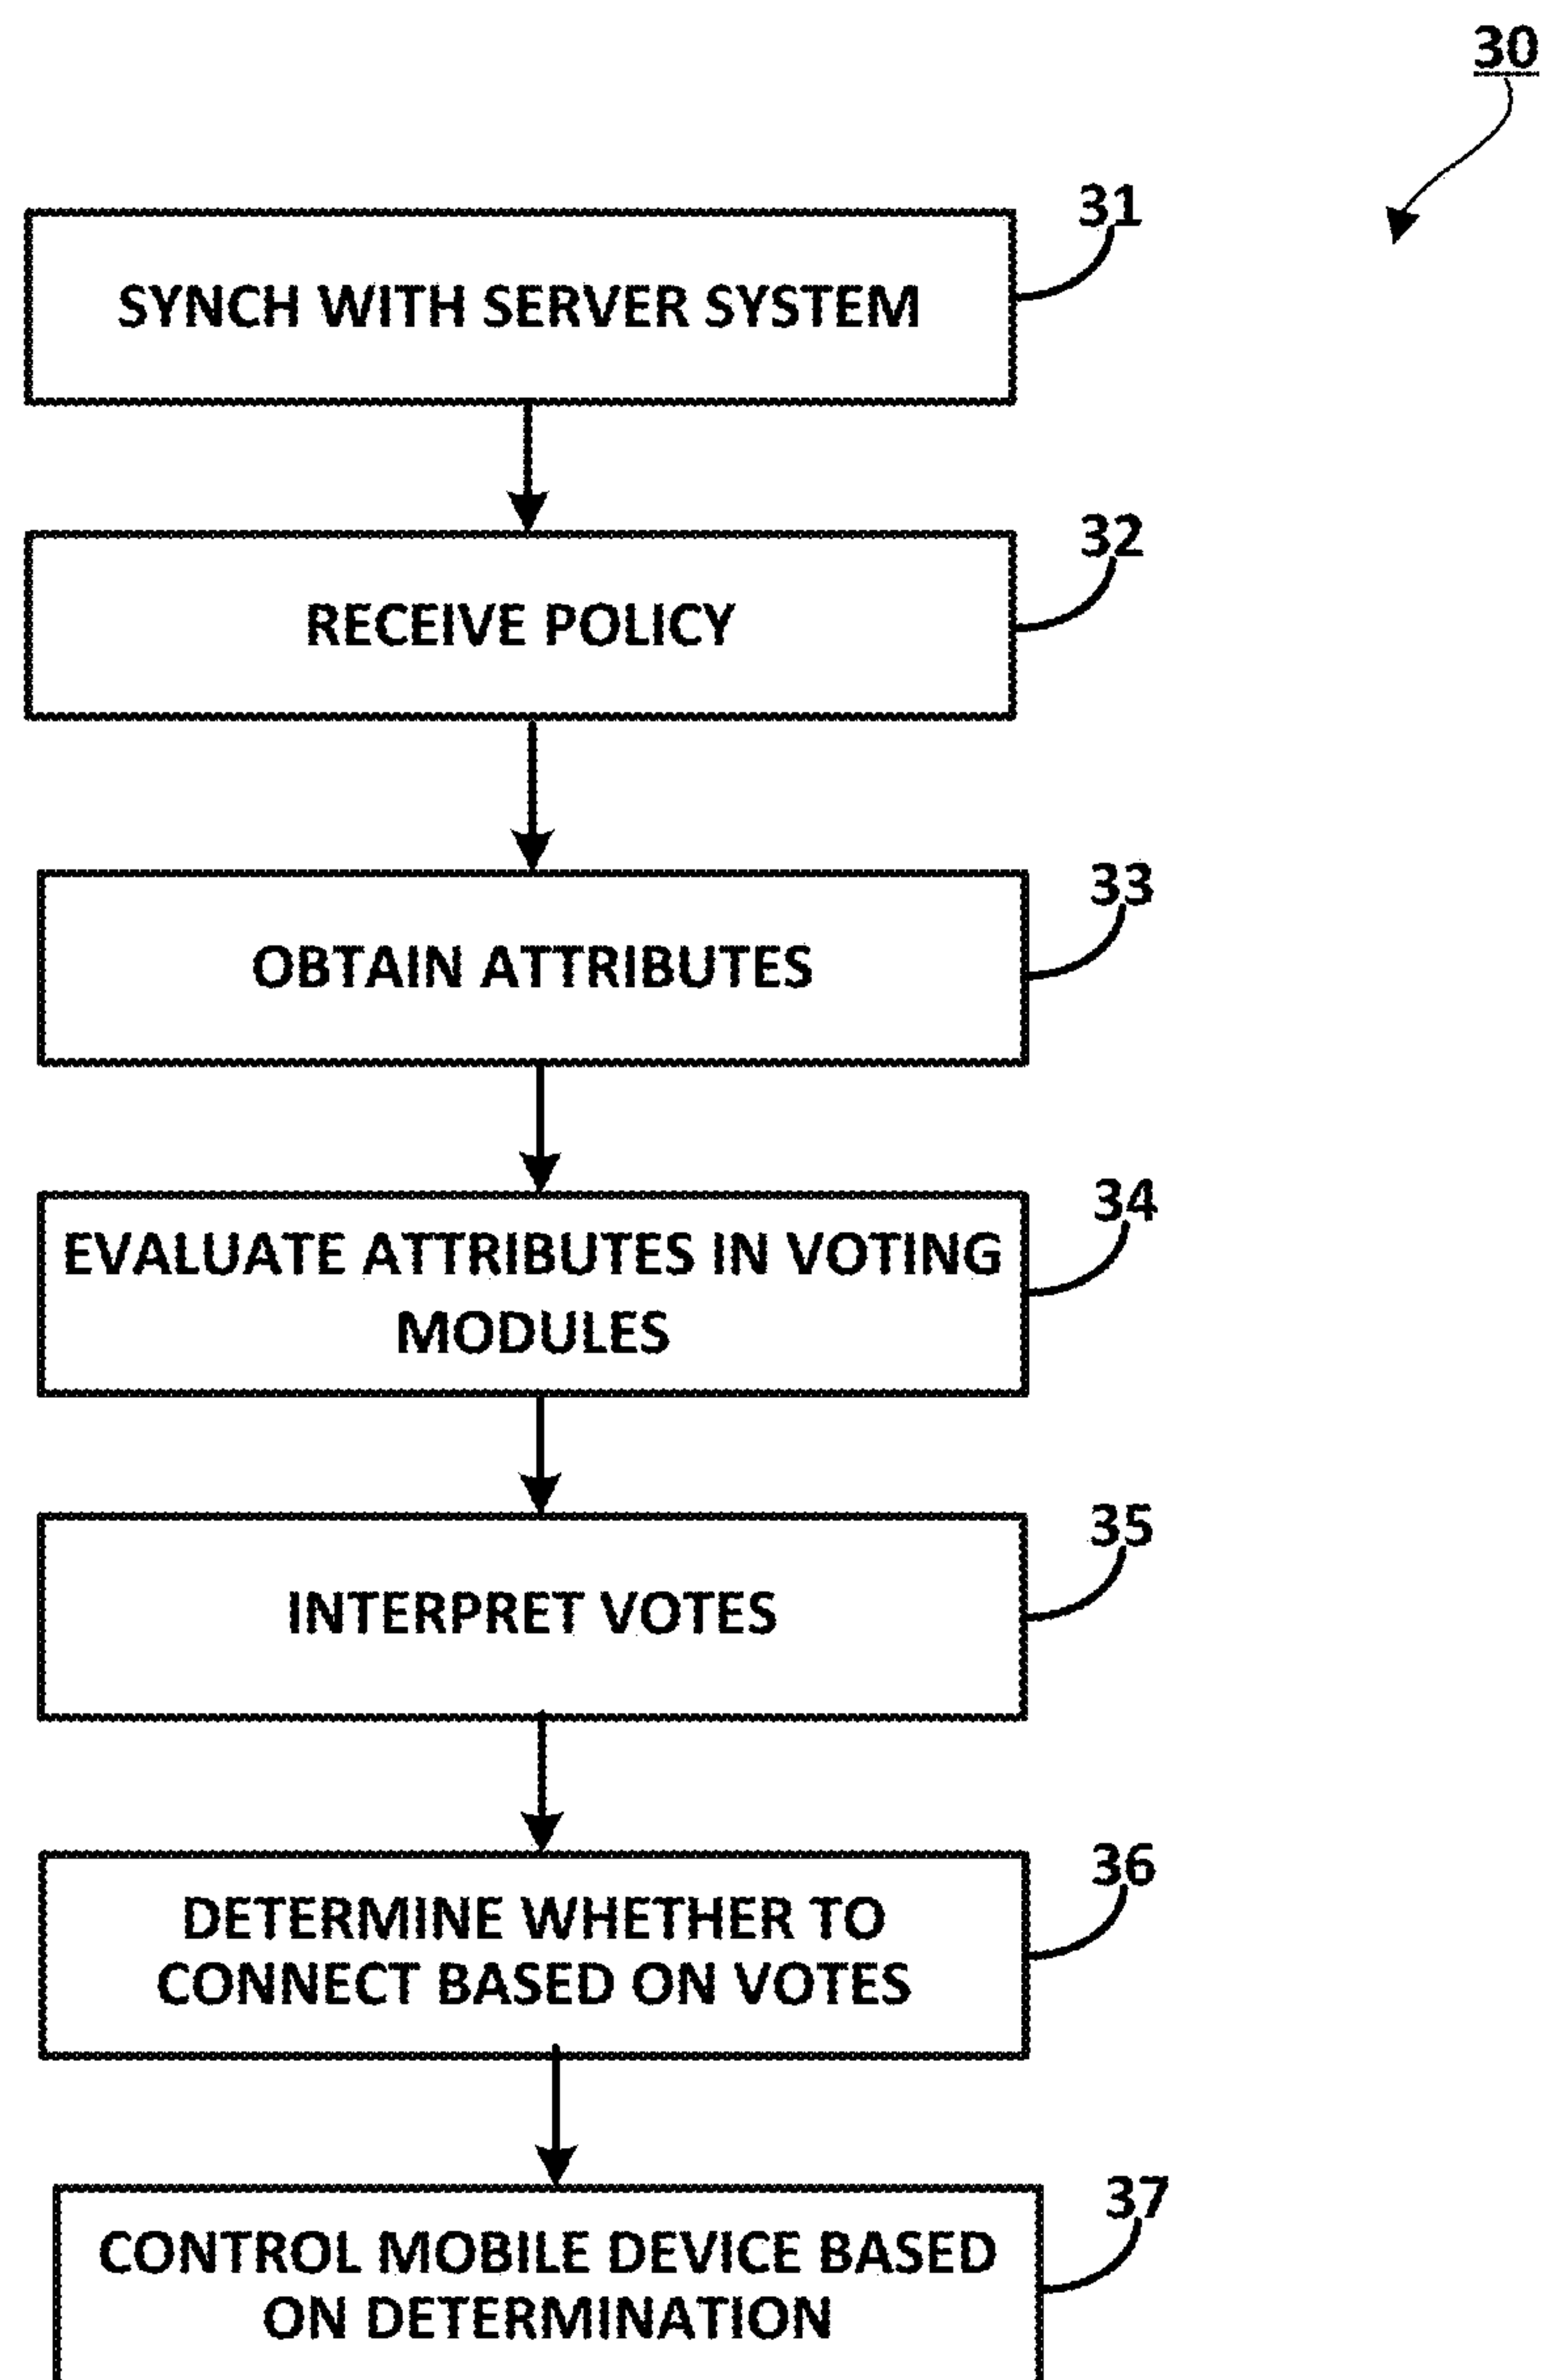 30
31
SYNCH WITH SERVER SYSTEM
32
RECEIVE POLICY
33
OBTAIN ATTRIBUTES
34
EVALUATE ATTRIBUTES IN VOTING
MODULES
35
INTERPRET VOTES
36
DETERMINE WHETHER TO
CONNECT BASED ON VOTES
37
CONTROL MOBILE DEVICE BASED
ON DETERMINATION